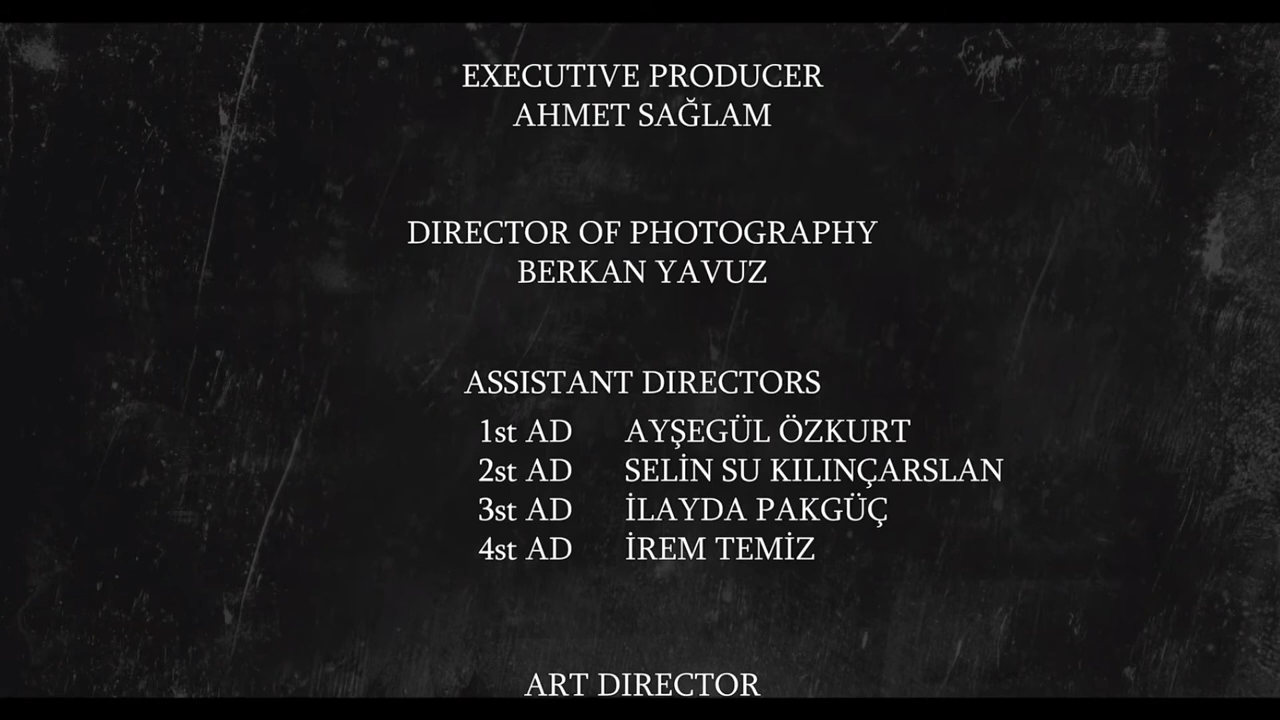 EXECUTIVE PRODUCER
AHMET SAĞLAM
DIRECTOR OF PHOTOGRAPHY
BERKAN YAVUZ
ASSISTANT DIRECTORS
1st AD AYŞEGÜL ÖZKURT
2st AD SELİN SU KILINÇARSLAN
3st AD İLAYDA PAKGÜÇ
4st AD İREM TEMİZ
ART DIRECTOR